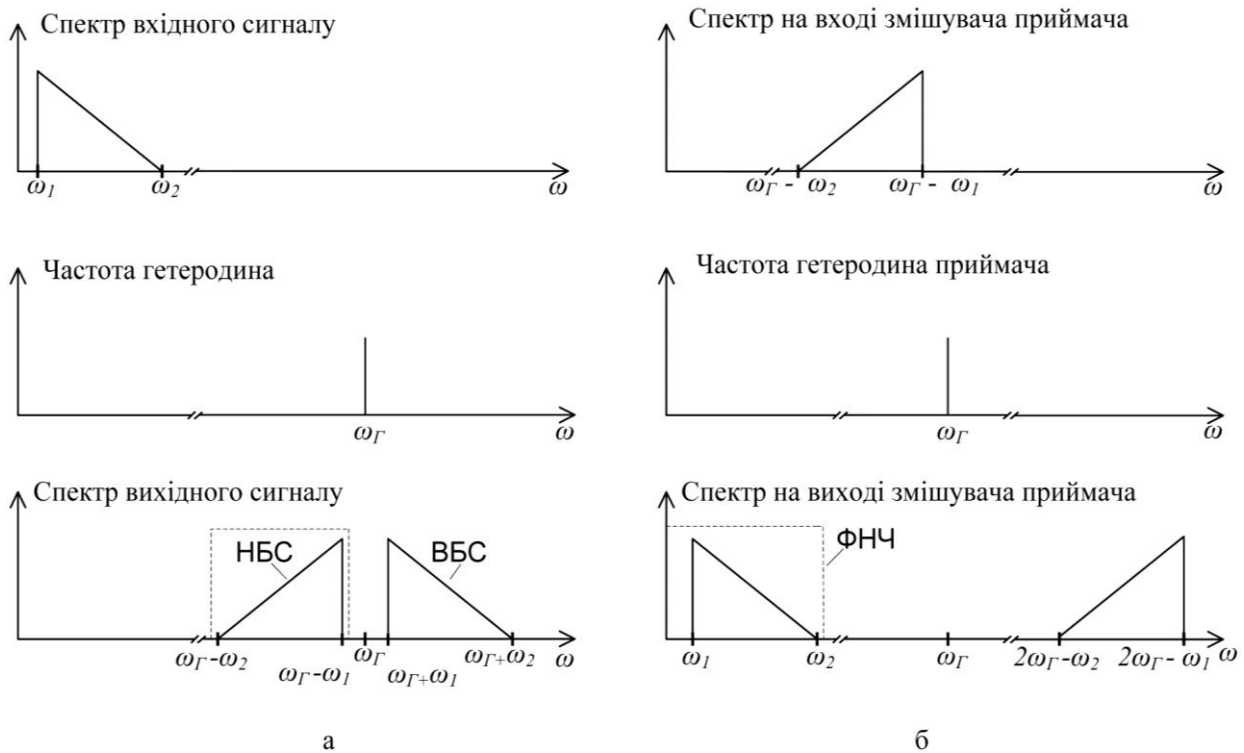 Спектр вхідного сигналу
ω1
ω2
ω
Частота гетеродина
ωГ
ω
Спектр вихідного сигналу
НБС
ВБС
ωГ-ω2
ωГ-ω1
ωГ
ωГ+ω1
ωГ+ω2
ω
а
Спектр на вході змішувача приймача
ωГ - ω2
ωГ - ω1
ω
Частота гетеродина приймача
ωГ
ω
Спектр на виході змішувача приймача
ФНЧ
ω1
ω2
ωГ
2ωГ-ω2
2ωГ- ω1
ω
б